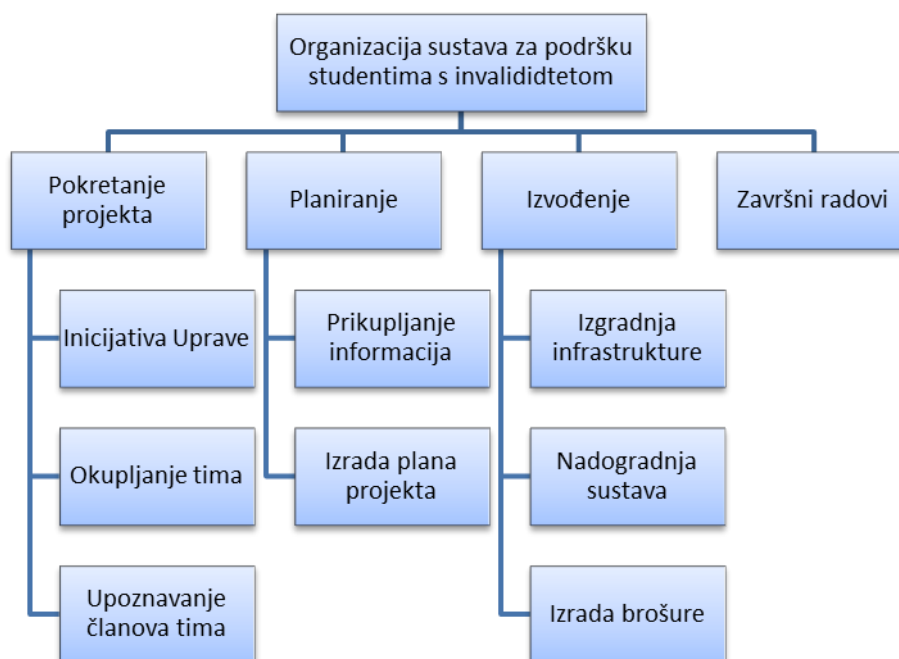 Organizacija sustava za podršku
studentima s invalididtetom
Pokretanje
projekta
Planiranje
Izvođenje
Završni radovi
Inicijativa Uprave
Prikupljanje
informacija
Izgradnja
infrastrukture
Okupljanje tima
Izrada plana
projekta
Nadogradnja
sustava
Upoznavanje
članova tima
Izrada brošure